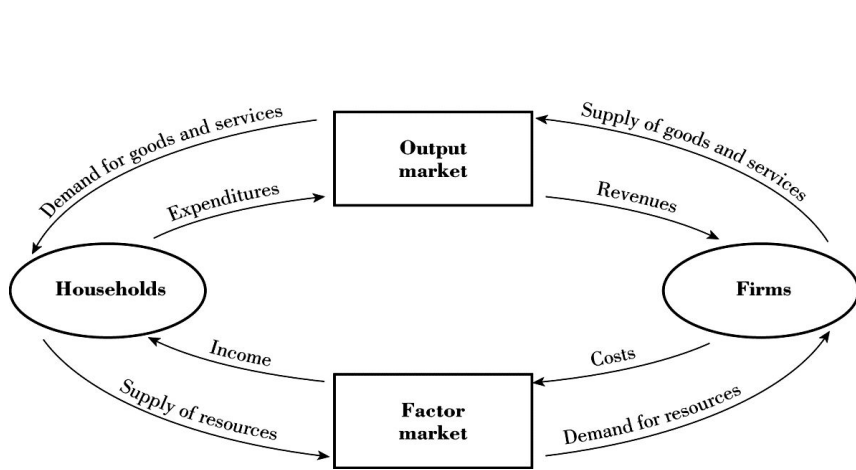 Demand for goods and services
Supply of goods and services
Output
market
Expenditures
Revenues
Households
Firms
Income
Costs
Supply of resources
Factor
market
Demand for resources